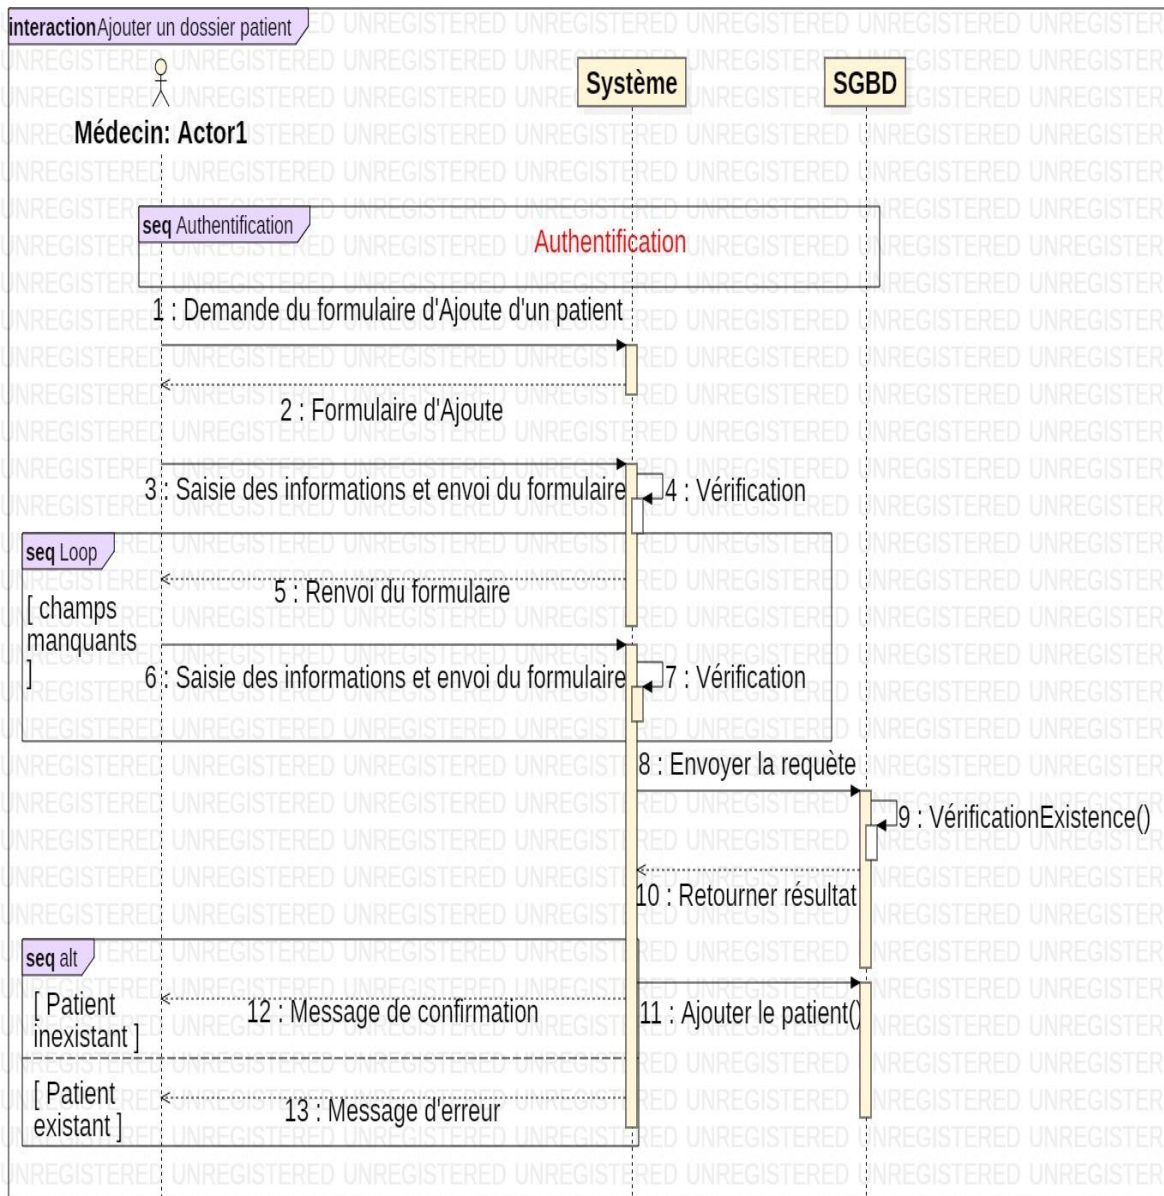 interaction Ajouter un dossier patient
Système
SGBD
Médecin: Actor1
seq Authentification
Authentification
1 : Demande du formulaire d'Ajoute d'un patient
2 : Formulaire d'Ajoute
3 : Saisie des informations et envoi du formulaire
4 : Vérification
seq Loop
5 : Renvoi du formulaire
[ champs
manquants
]
6 : Saisie des informations et envoi du formulaire
7 : Vérification
8 : Envoyer la requète
9 : VérificationExistence()
10 : Retourner résultat
seq alt
[ Patient
inexistant ]
12 : Message de confirmation
11 : Ajouter le patient()
[ Patient
existant ]
13 : Message d'erreur
UNREGISTERED